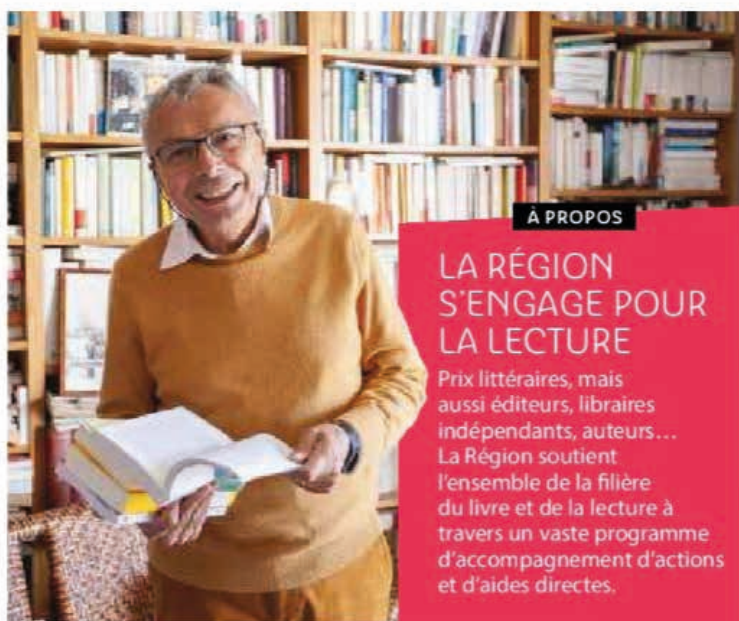 À PROPOS
LA RÉGION
S'ENGAGE POUR
LA LECTURE
Prix littéraires, mais
aussi éditeurs, libraires
indépendants, auteurs…
La Région soutient
l'ensemble de la filière
du livre et de la lecture à
travers un vaste programme
d'accompagnement d'actions
et d'aides directes.